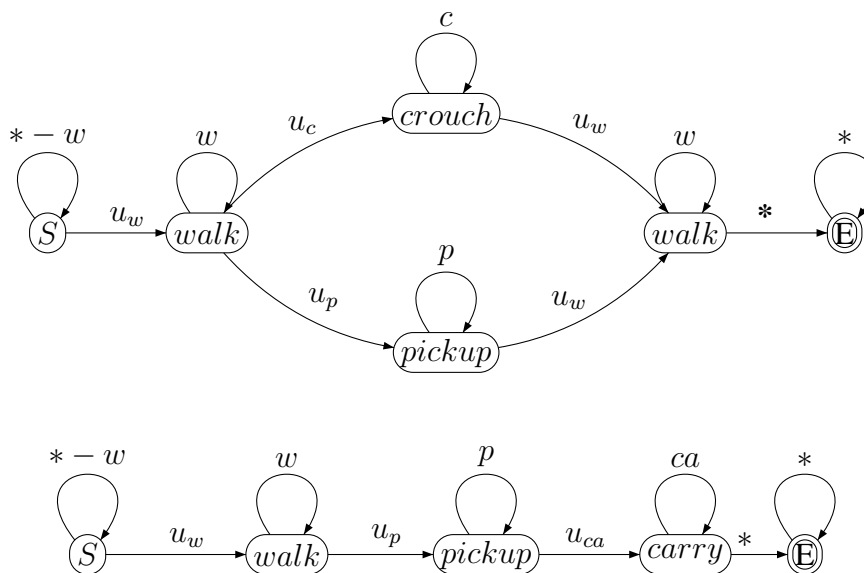 c
crouch
* − w
w
u_c
u_w
w
*
S
u_w
walk
walk
*
E
p
u_p
u_w
pickup
* − w
w
p
ca
*
S
u_w
walk
u_p
pickup
u_ca
carry
*
E